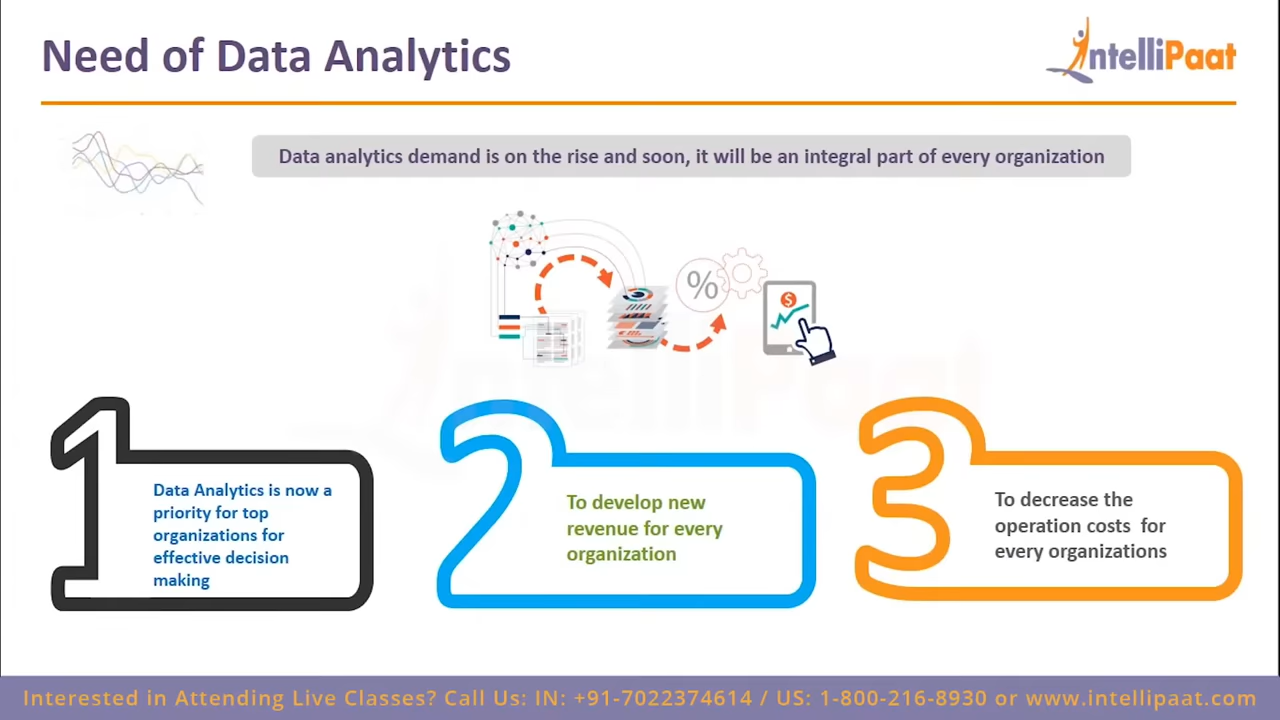 Need of Data Analytics
IntelliPaat
Data analytics demand is on the rise and soon, it will be an integral part of every organization
%
$
Data Analytics is now a
priority for top
organizations for
effective decision
making
To develop new
revenue for every
organization
To decrease the
operation costs for
every organizations
1
2
3
IntelliPaat
Interested in Attending Live Classes? Call Us: IN: +91-7022374614 / US: 1-800-216-8930 or www.intellipaat.com